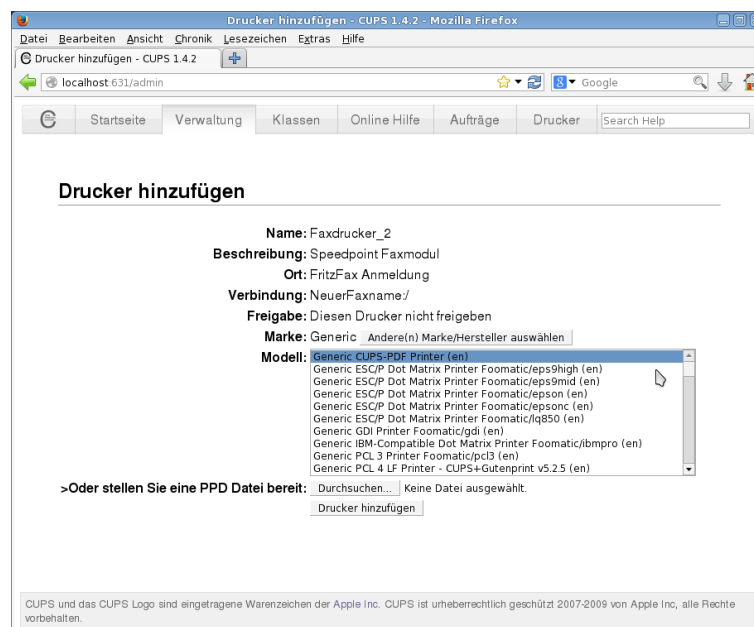 Drucker hinzufügen - CUPS 1.4.2 - Mozilla Firefox
Datei Bearbeiten Ansicht Chronik Lesezeichen Extras Hilfe
Drucker hinzufügen - CUPS 1.4.2
localhost:631/admin Google
Startseite Verwaltung Klassen Online Hilfe Aufträge Drucker Search Help
Drucker hinzufügen
Name: Faxdrucker_2
Beschreibung: Speedpoint Faxmodul
Ort: FritzFax Anmeldung
Verbindung: NeuerFaxname:/
Freigabe: Diesen Drucker nicht freigeben
Marke: Generic Andere(n) Marke/Hersteller auswählen
Modell: Generic CUPS-PDF Printer (en)
Generic ESC/P Dot Matrix Printer Foomatic/eps9high (en)
Generic ESC/P Dot Matrix Printer Foomatic/eps9mid (en)
Generic ESC/P Dot Matrix Printer Foomatic/epson (en)
Generic ESC/P Dot Matrix Printer Foomatic/epsonc (en)
Generic ESC/P Dot Matrix Printer Foomatic/lq850 (en)
Generic GDI Printer Foomatic/gdi (en)
Generic IBM-Compatible Dot Matrix Printer Foomatic/ibmpro (en)
Generic PCL 3 Printer Foomatic/pcl3 (en)
Generic PCL 4 LF Printer - CUPS+Gutenprint v5.2.5 (en)
>Oder stellen Sie eine PPD Datei bereit: Durchsuchen... Keine Datei ausgewählt.
Drucker hinzufügen
CUPS und das CUPS Logo sind eingetragene Warenzeichen der Apple Inc. CUPS ist urheberrechtlich geschützt 2007-2009 von Apple Inc, alle Rechte
vorbehalten.